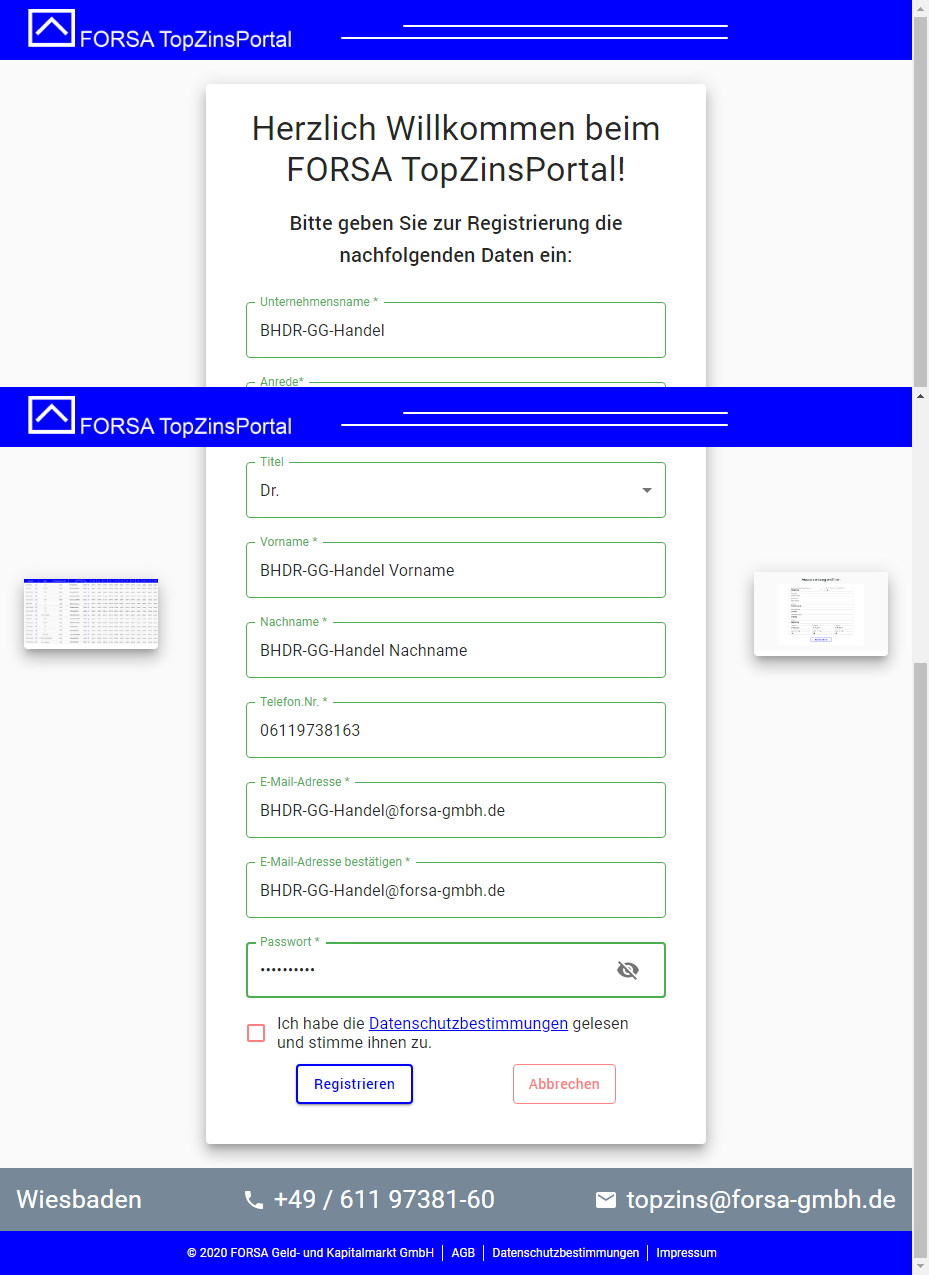 FORSA TopZinsPortal
Herzlich Willkommen beim
FORSA TopZinsPortal!
Bitte geben Sie zur Registrierung die
nachfolgenden Daten ein:
Unternehmensname *
BHDR-GG-Handel
Anrede*
FORSA TopZinsPortal
Titel
Dr.
Vorname *
BHDR-GG-Handel Vorname
Nachname *
BHDR-GG-Handel Nachname
Telefon.Nr. *
06119738163
E-Mail-Adresse *
BHDR-GG-Handel@forsa-gmbh.de
E-Mail-Adresse bestätigen *
BHDR-GG-Handel@forsa-gmbh.de
Passwort *
••••••••••
Ich habe die Datenschutzbestimmungen gelesen
und stimme ihnen zu.
Registrieren Abbrechen
Wiesbaden +49 / 611 97381-60 topzins@forsa-gmbh.de
© 2020 FORSA Geld- und Kapitalmarkt GmbH | AGB | Datenschutzbestimmungen | Impressum